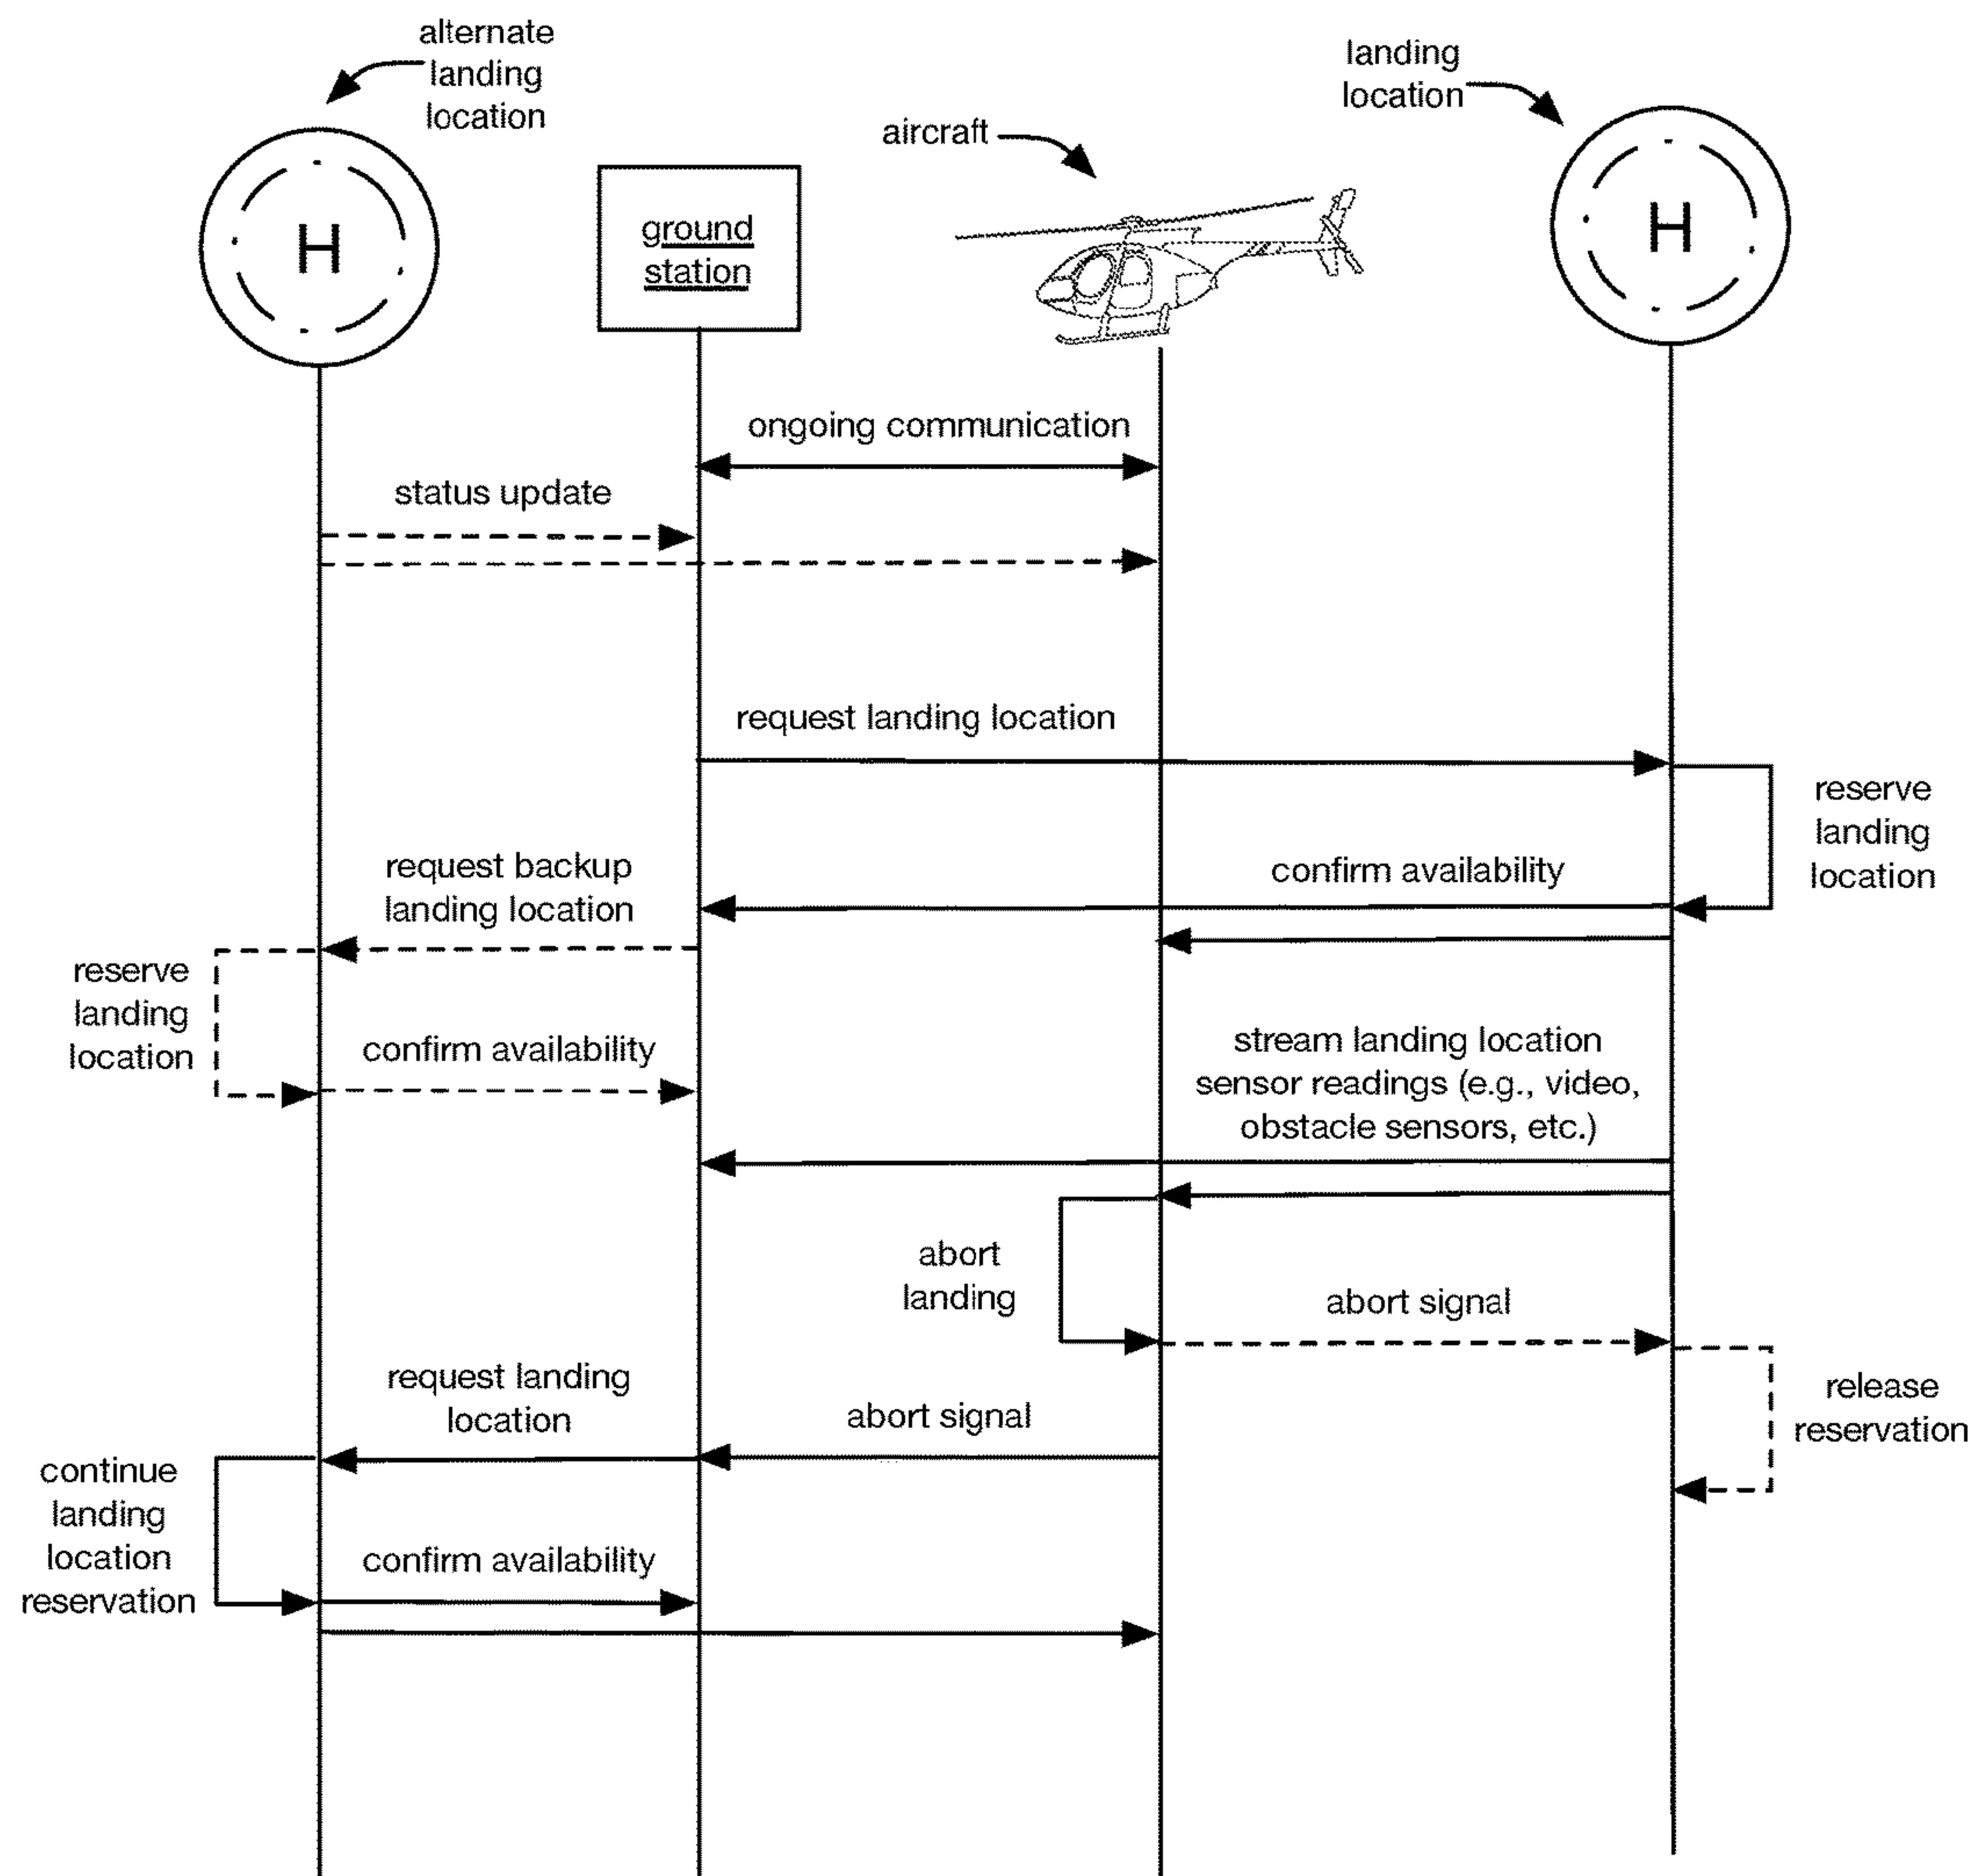 alternate
landing
location
landing
location
aircraft
H
ground
station
H
ongoing communication
status update
request landing location
reserve
landing
location
confirm availability
request backup
landing location
reserve
landing
location
confirm availability
stream landing location
sensor readings (e.g., video,
obstacle sensors, etc.)
abort
landing
abort signal
request landing
location
abort signal
release
reservation
continue
landing
location
reservation
confirm availability